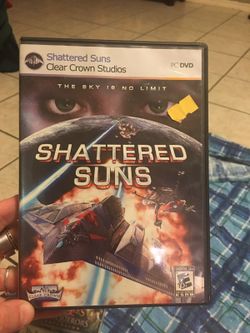 Shattered Suns
Clear Crown Studios
PC DVD
THE SKY IS NO LIMIT
SHATTERED
SUNS
E